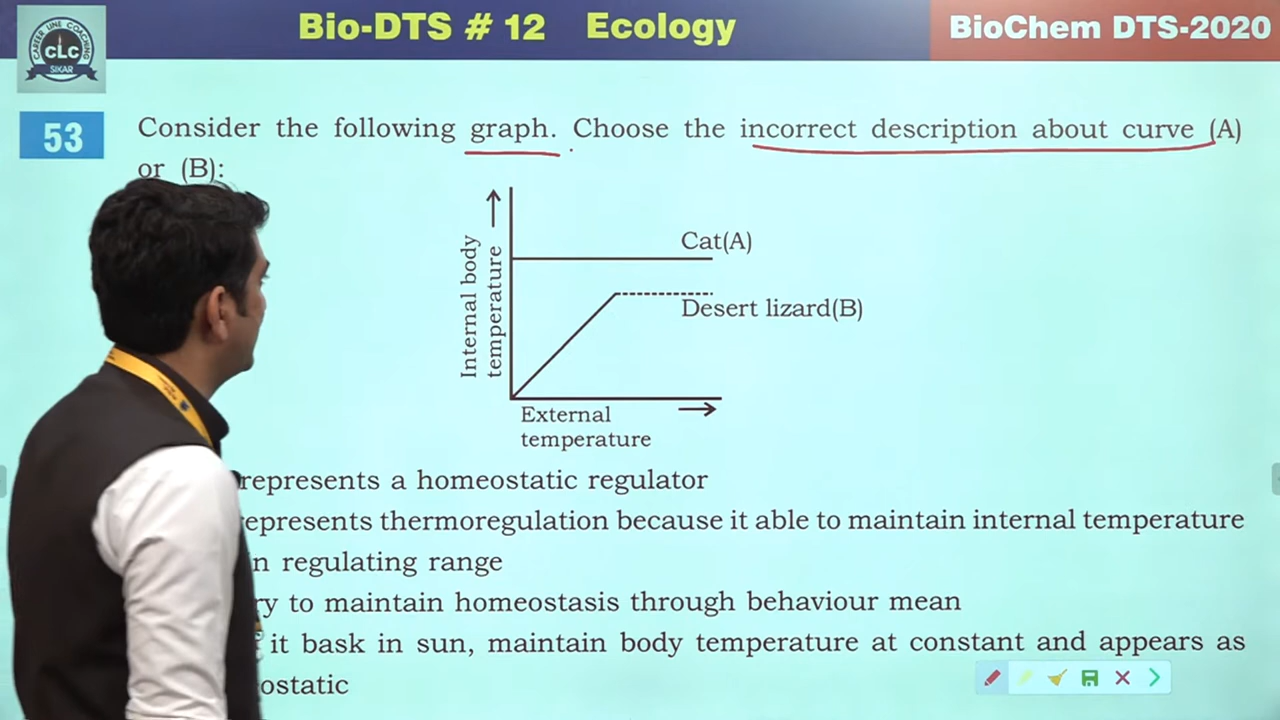 Bio-DTS # 12 Ecology
BioChem DTS-2020
CAREER LINE COACHING
CLC
SIKAR
53
Consider the following graph. Choose the incorrect description about curve (A)
or (B):
Internal body
temperature
Cat(A)
Desert lizard(B)
External
temperature
represents a homeostatic regulator
represents thermoregulation because it able to maintain internal temperature
in regulating range
to maintain homeostasis through behaviour mean
it bask in sun, maintain body temperature at constant and appears as